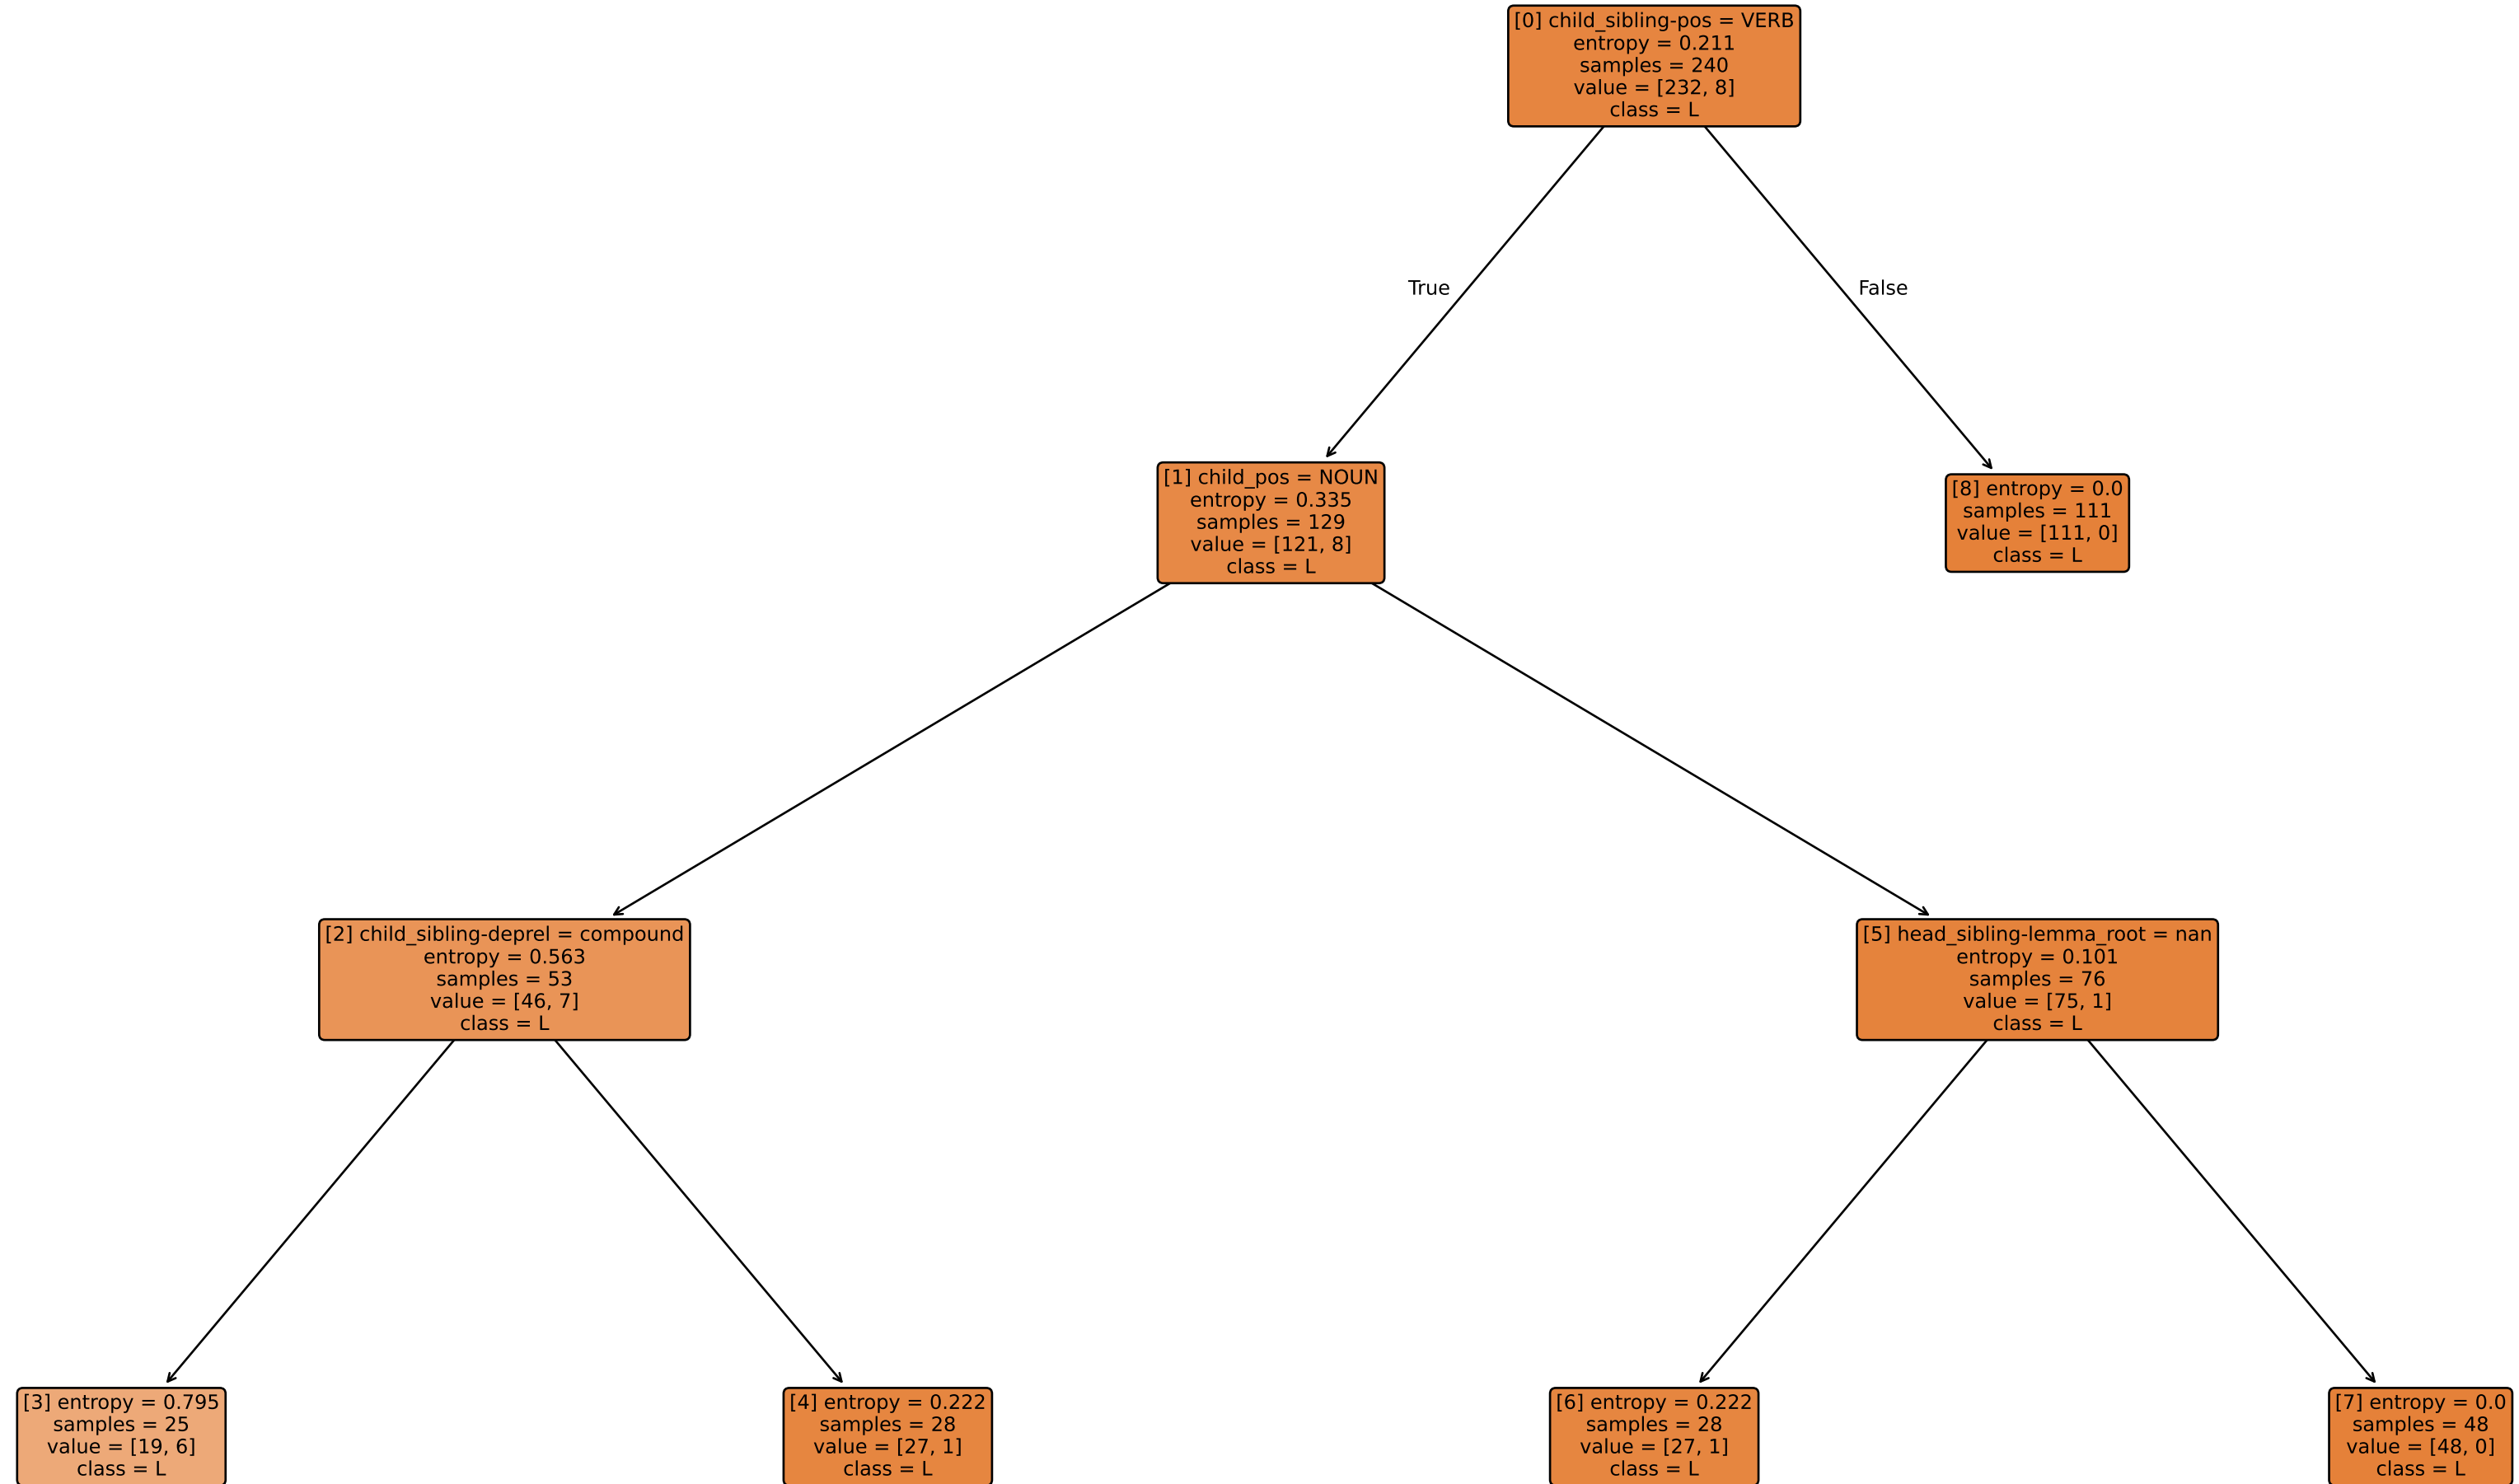 [0] child_sibling-pos = VERB
entropy = 0.211
samples = 240
value = [232, 8]
class = L
True
False
[1] child_pos = NOUN
entropy = 0.335
samples = 129
value = [121, 8]
class = L
[8] entropy = 0.0
samples = 111
value = [111, 0]
class = L
[2] child_sibling-deprel = compound
entropy = 0.563
samples = 53
value = [46, 7]
class = L
[5] head_sibling-lemma_root = nan
entropy = 0.101
samples = 76
value = [75, 1]
class = L
[3] entropy = 0.795
samples = 25
value = [19, 6]
class = L
[4] entropy = 0.222
samples = 28
value = [27, 1]
class = L
[6] entropy = 0.222
samples = 28
value = [27, 1]
class = L
[7] entropy = 0.0
samples = 48
value = [48, 0]
class = L